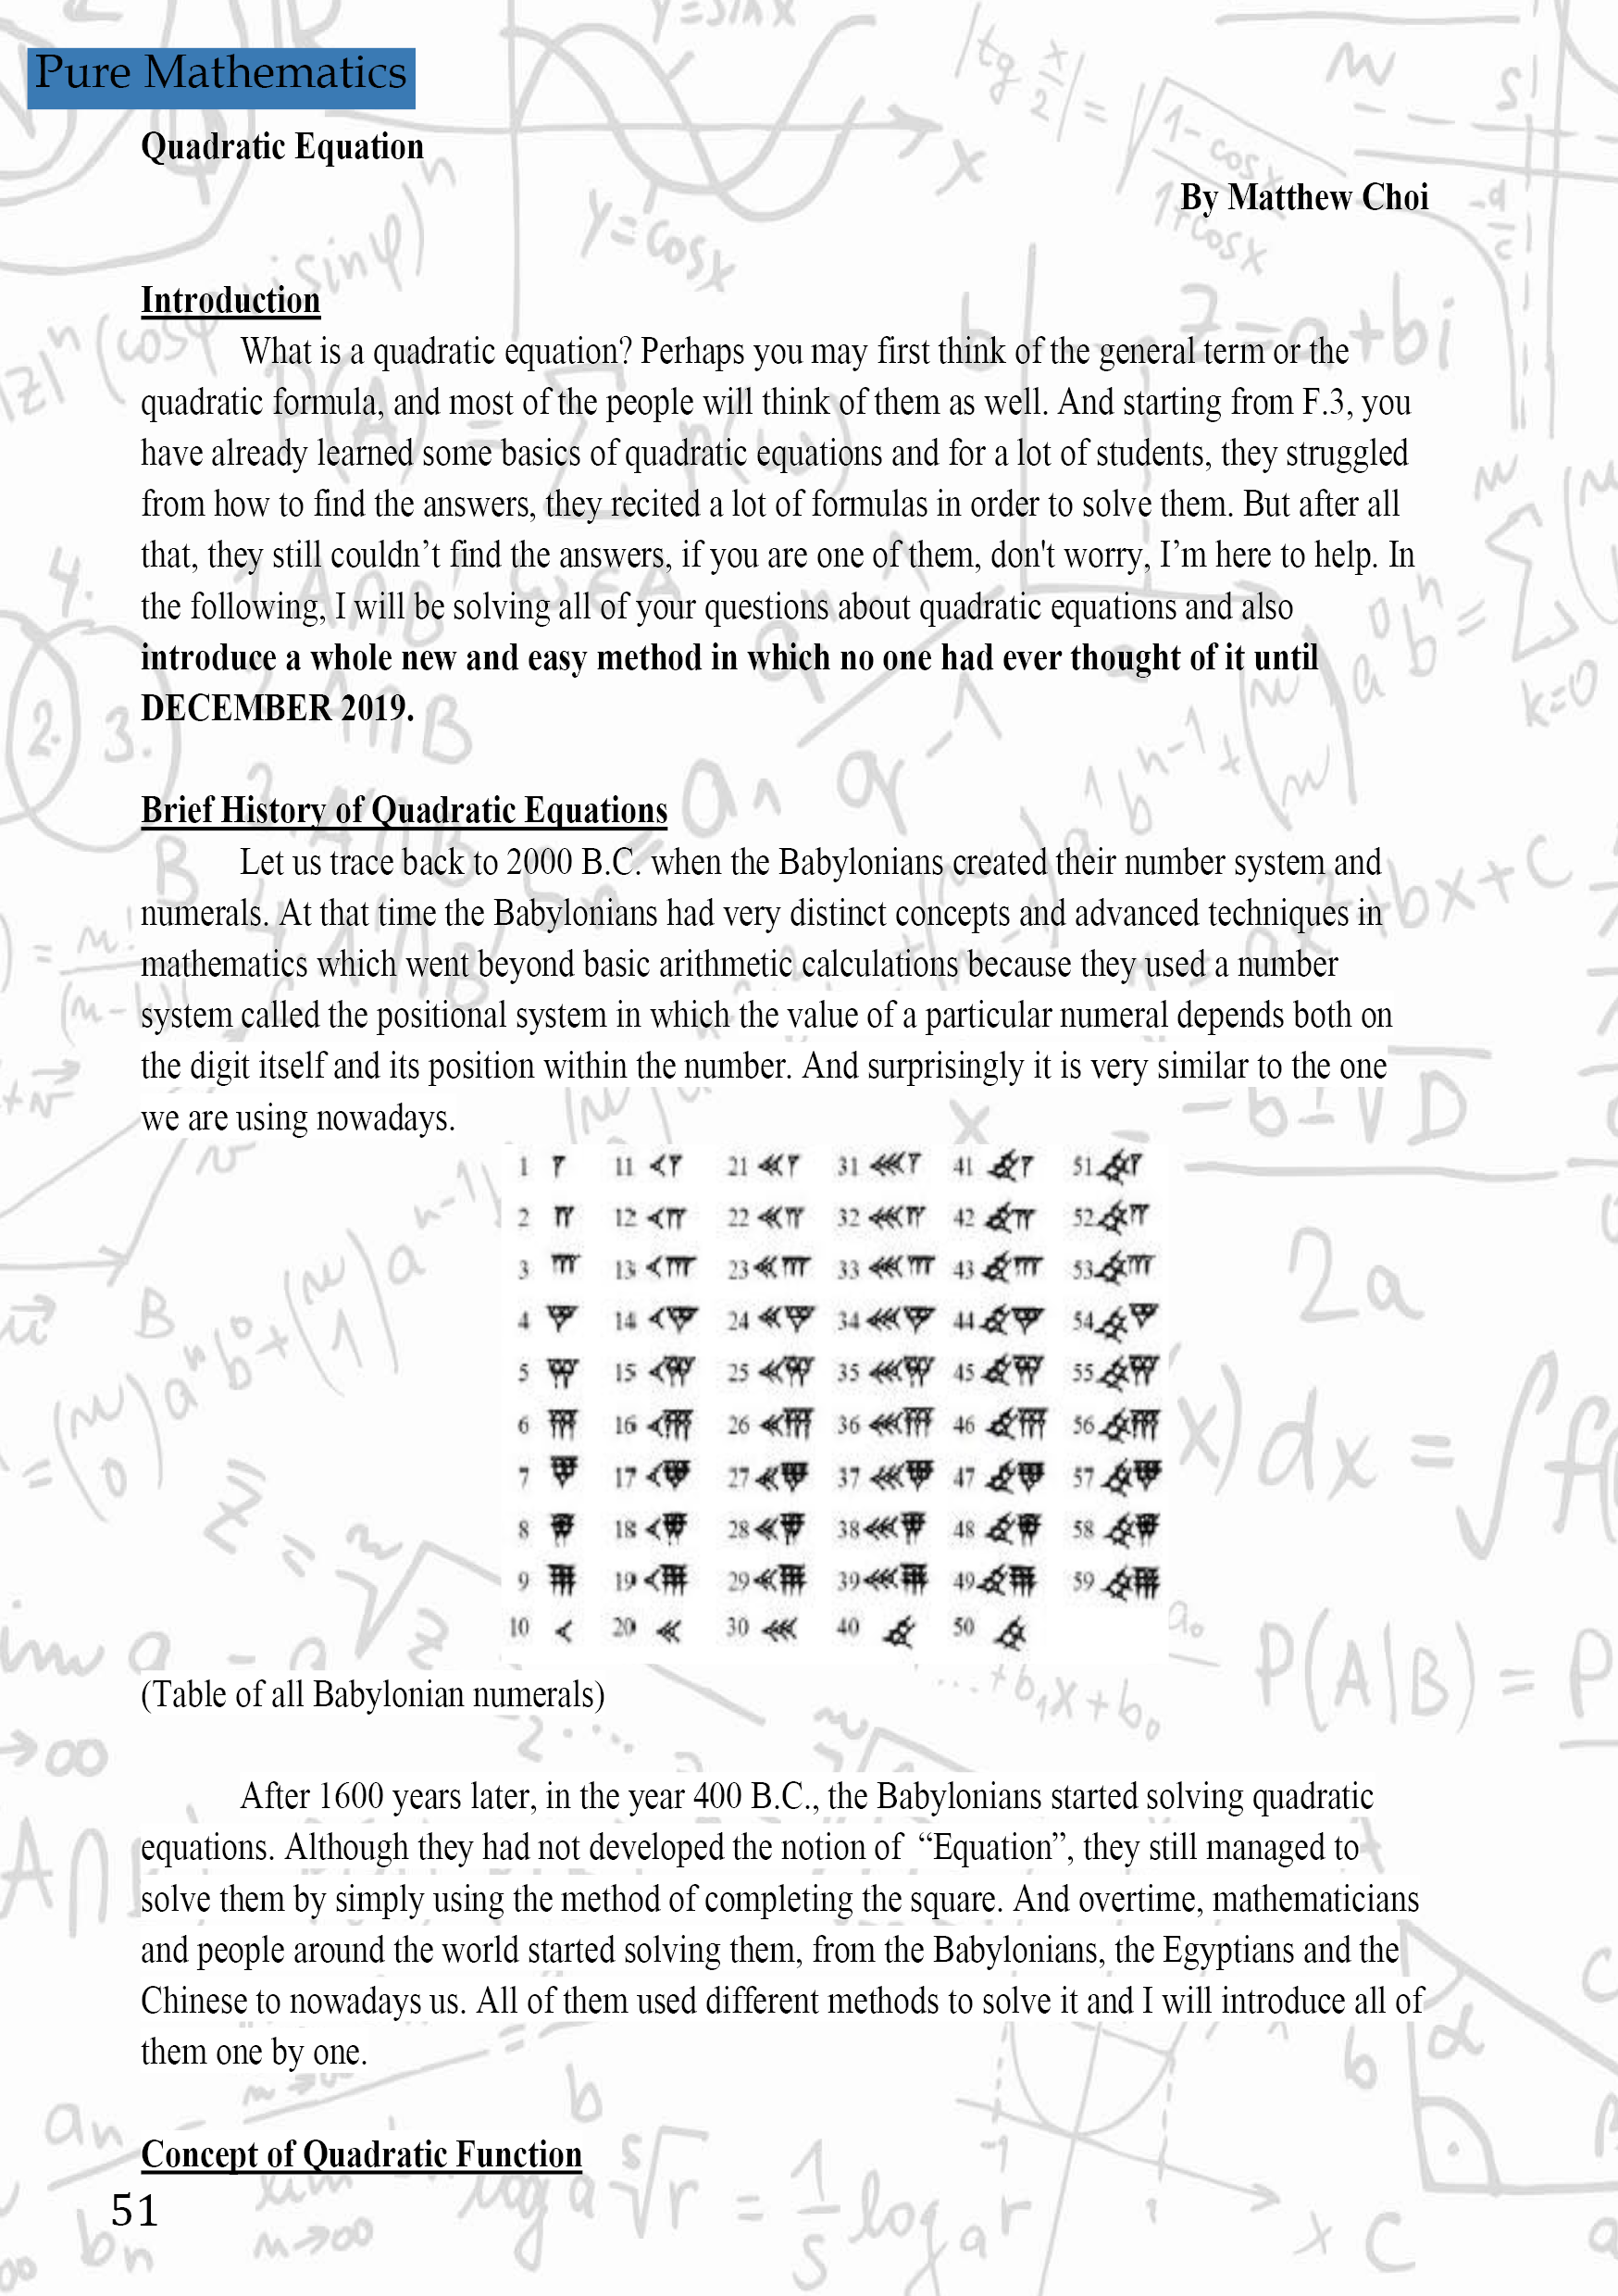 Pure Mathematics
Quadratic Equation
By Matthew Choi
Introduction
What is a quadratic equation? Perhaps you may first think of the general term or the
quadratic formula, and most of the people will think of them as well. And starting from F.3, you
have already learned some basics of quadratic equations and for a lot of students, they struggled
from how to find the answers, they recited a lot of formulas in order to solve them. But after all
that, they still couldn’t find the answers, if you are one of them, don't worry, I’m here to help. In
the following, I will be solving all of your questions about quadratic equations and also
introduce a whole new and easy method in which no one had ever thought of it until
DECEMBER 2019.
Brief History of Quadratic Equations
Let us trace back to 2000 B.C. when the Babylonians created their number system and
numerals. At that time the Babylonians had very distinct concepts and advanced techniques in
mathematics which went beyond basic arithmetic calculations because they used a number
system called the positional system in which the value of a particular numeral depends both on
the digit itself and its position within the number. And surprisingly it is very similar to the one
we are using nowadays.
1 11 21 31 41 51
2 12 22 32 42 52
3 13 23 33 43 53
4 14 24 34 44 54
5 15 25 35 45 55
6 16 26 36 46 56
7 17 27 37 47 57
8 18 28 38 48 58
9 19 29 39 49 59
10 20 30 40 50
(Table of all Babylonian numerals)
After 1600 years later, in the year 400 B.C., the Babylonians started solving quadratic
equations. Although they had not developed the notion of “Equation”, they still managed to
solve them by simply using the method of completing the square. And overtime, mathematicians
and people around the world started solving them, from the Babylonians, the Egyptians and the
Chinese to nowadays us. All of them used different methods to solve it and I will introduce all of
them one by one.
Concept of Quadratic Function
51